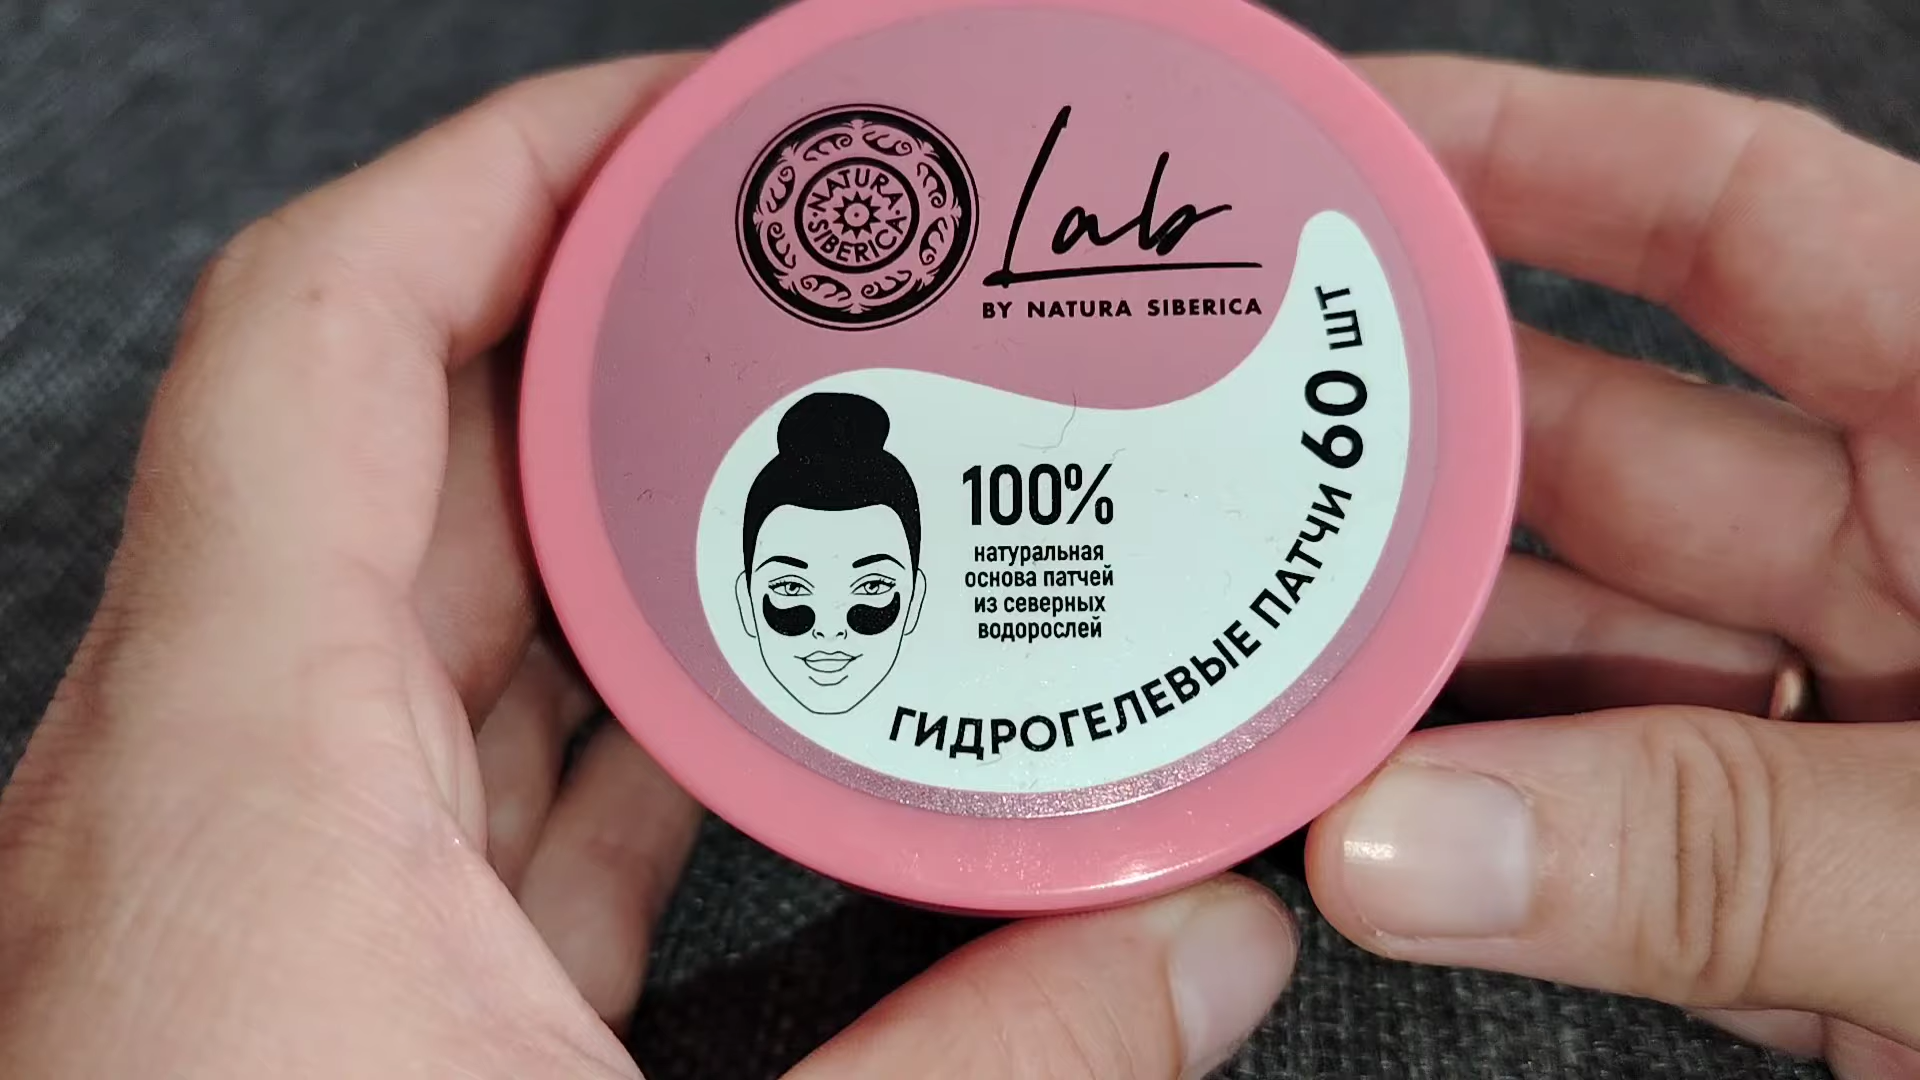 NATURA
SIBERICA
Lab
BY NATURA SIBERICA
100%
натуральная
основа патчей
из северных
водорослей
ГИДРОГЕЛЕВЫЕ ПАТЧИ 60 ШТ